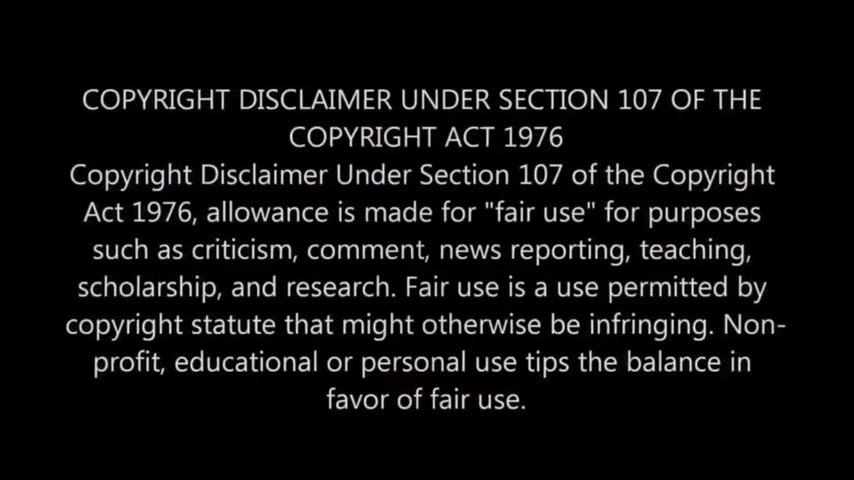 COPYRIGHT DISCLAIMER UNDER SECTION 107 OF THE
COPYRIGHT ACT 1976
Copyright Disclaimer Under Section 107 of the Copyright
Act 1976, allowance is made for "fair use" for purposes
such as criticism, comment, news reporting, teaching,
scholarship, and research. Fair use is a use permitted by
copyright statute that might otherwise be infringing. Non-
profit, educational or personal use tips the balance in
favor of fair use.